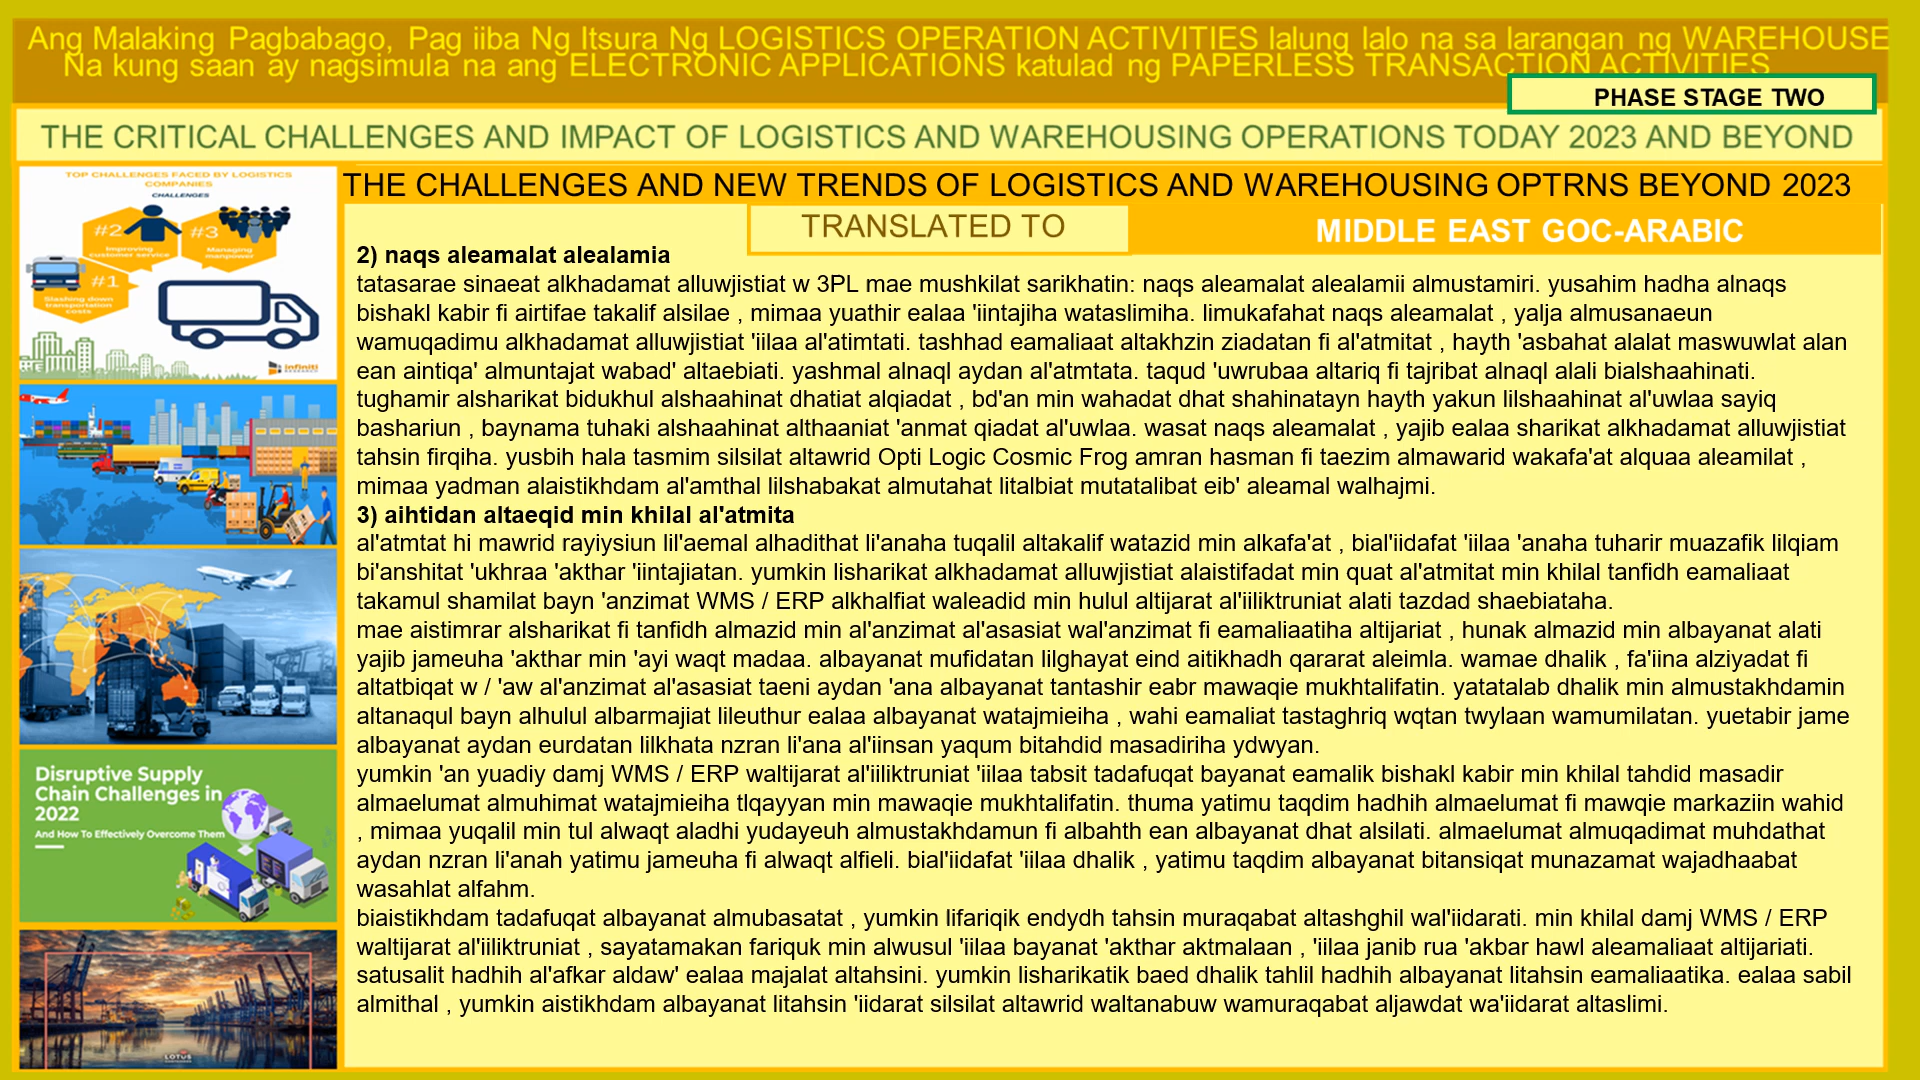 Ang Malaking Pagbabago, Pag iiba Ng Itsura Ng LOGISTICS OPERATION ACTIVITIES lalung lalo na sa larangan ng WAREHOUSE
Na kung saan ay nagsimula na ang ELECTRONIC APPLICATIONS katulad ng PAPERLESS TRANSACTION ACTIVITIES
PHASE STAGE TWO
THE CRITICAL CHALLENGES AND IMPACT OF LOGISTICS AND WAREHOUSING OPERATIONS TODAY 2023 AND BEYOND
TOP CHALLENGES FACED BY LOGISTICS
COMPANIES
CHALLENGES
#2
Improving
customer service
#3
Managing
manpower
#1
Slashing down
transportation
costs
infiniti
RESEARCH
Disruptive Supply
Chain Challenges in
2022
And How To Effectively Overcome Them
LOTUS
THE CHALLENGES AND NEW TRENDS OF LOGISTICS AND WAREHOUSING OPTRNS BEYOND 2023
TRANSLATED TO
MIDDLE EAST GOC-ARABIC
2) naqs aleamalat alealamia
tatasarae sinaeat alkhadamat alluwjistiat w 3PL mae mushkilat sarikhatin: naqs aleamalat alealamii almustamiri. yusahim hadha alnaqs
bishakl kabir fi airtifae takalif alsilae , mimaa yuathir ealaa 'iintajiha wataslimiha. limukafahat naqs aleamalat , yalja almusanaeun
wamuqadimu alkhadamat alluwjistiat 'iilaa al'atimtati. tashhad eamaliaat altakhzin ziadatan fi al'atmitat , hayth 'asbahat alalat maswuwlat alan
ean aintiqa' almuntajat wabad' altaebiati. yashmal alnaql aydan al'atmtata. taqud 'uwrubaa altariq fi tajribat alnaql alali bialshaahinati.
tughamir alsharikat bidukhul alshaahinat dhatiat alqiadat , bd'an min wahadat dhat shahinatayn hayth yakun lilshaahinat al'uwlaa sayiq
bashariun , baynama tuhaki alshaahinat althaaniat 'anmat qiadat al'uwlaa. wasat naqs aleamalat , yajib ealaa sharikat alkhadamat alluwjistiat
tahsin firqiha. yusbih hala tasmim silsilat altawrid Opti Logic Cosmic Frog amran hasman fi taezim almawarid wakafa'at alquaa aleamilat ,
mimaa yadman alaistikhdam al'amthal lilshabakat almutahat litalbiat mutatalibat eib' aleamal walhajmi.
3) aihtidan altaeqid min khilal al'atmita
al'atmtat hi mawrid rayiysiun lil'aemal alhadithat li'anaha tuqalil altakalif watazid min alkafa'at , bial'iidafat 'iilaa 'anaha tuharir muazafik lilqiam
bi'anshitat 'ukhraa 'akthar 'iintajiatan. yumkin lisharikat alkhadamat alluwjistiat alaistifadat min quat al'atmitat min khilal tanfidh eamaliaat
takamul shamilat bayn 'anzimat WMS / ERP alkhalfiat waleadid min hulul altijarat al'iiliktruniat alati tazdad shaebiataha.
mae aistimrar alsharikat fi tanfidh almazid min al'anzimat al'asasiat wal'anzimat fi eamaliaatiha altijariat , hunak almazid min albayanat alati
yajib jameuha 'akthar min 'ayi waqt madaa. albayanat mufidatan lilghayat eind aitikhadh qararat aleimla. wamae dhalik , fa'iina alziyadat fi
altatbiqat w / 'aw al'anzimat al'asasiat taeni aydan 'ana albayanat tantashir eabr mawaqie mukhtalifatin. yatatalab dhalik min almustakhdamin
altanaqul bayn alhulul albarmajiat lileuthur ealaa albayanat watajmieiha , wahi eamaliat tastaghriq wqtan twylaan wamumilatan. yuetabir jame
albayanat aydan eurdatan lilkhata nzran li'ana al'iinsan yaqum bitahdid masadiriha ydwyan.
yumkin 'an yuadiy damj WMS / ERP waltijarat al'iiliktruniat 'iilaa tabsit tadafuqat bayanat eamalik bishakl kabir min khilal tahdid masadir
almaelumat almuhimat watajmieiha tlqayyan min mawaqie mukhtalifatin. thuma yatimu taqdim hadhih almaelumat fi mawqie markaziin wahid
, mimaa yuqalil min tul alwaqt aladhi yudayeuh almustakhdamun fi albahth ean albayanat dhat alsilati. almaelumat almuqadimat muhdathat
aydan nzran li'anah yatimu jameuha fi alwaqt alfieli. bial'iidafat 'iilaa dhalik , yatimu taqdim albayanat bitansiqat munazamat wajadhaabat
wasahlat alfahm.
biaistikhdam tadafuqat albayanat almubasatat , yumkin lifariqik endydh tahsin muraqabat altashghil wal'iidarati. min khilal damj WMS / ERP
waltijarat al'iiliktruniat , sayatamakan fariquk min alwusul 'iilaa bayanat 'akthar aktmalaan , 'iilaa janib rua 'akbar hawl aleamaliaat altijariati.
satusalit hadhih al'afkar aldaw' ealaa majalat altahsini. yumkin lisharikatik baed dhalik tahlil hadhih albayanat litahsin eamaliaatika. ealaa sabil
almithal , yumkin aistikhdam albayanat litahsin 'iidarat silsilat altawrid waltanabuw wamuraqabat aljawdat wa'iidarat altaslimi.